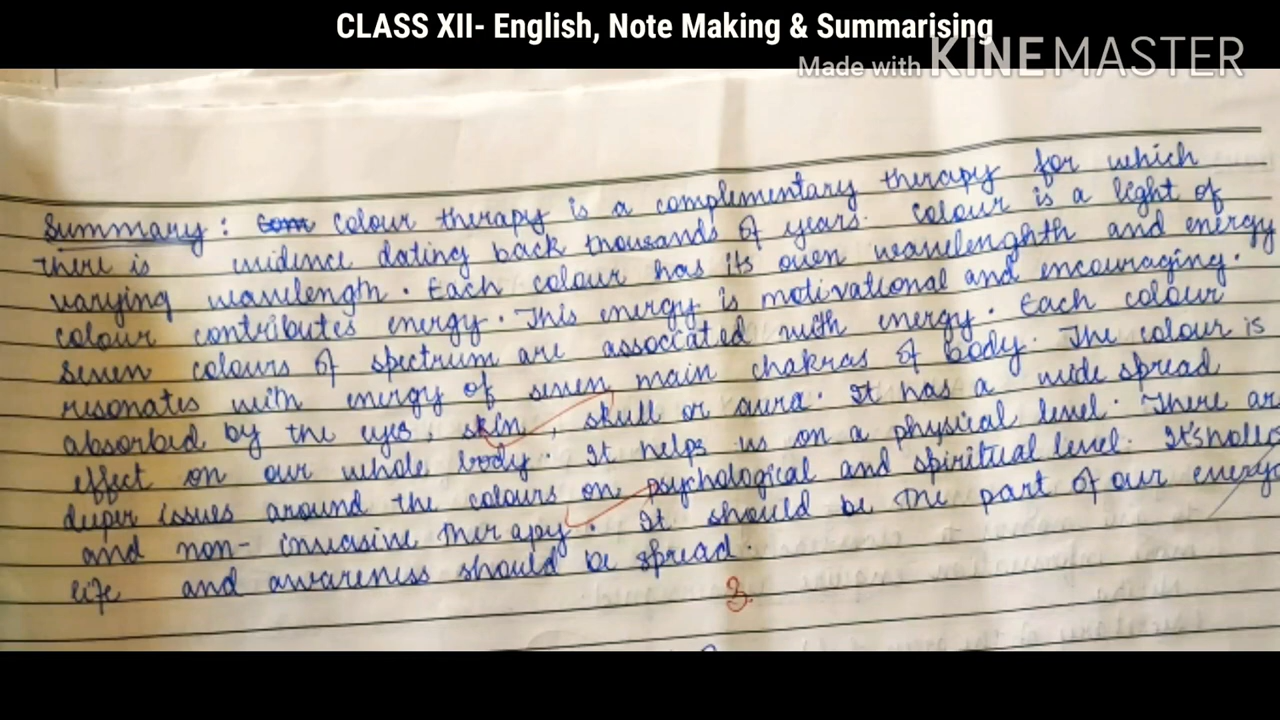 CLASS XII- English, Note Making & Summarising
Made with KINEMASTER
Summary: colour therapy is a complementary therapy for which
there is evidence dating back thousands of years. Colour is a light of
varying wavelength. Each colour has its own wavelenghth and energy
colour contributes energy. This energy is motivational and encouraging.
Seven colours of spectrum are associated with energy. Each colour
resonates with energy of seven main chakras of body. The colour is
absorbed by the eyes, skin, skull or aura. It has a wide spread
effect on our whole body. It helps us on a physical level. There are
deeper issues around the colours on psychological and spiritual level. It's
and non-invasive therapy. It should be the part of our energy
life and awareness should be spread.
3.